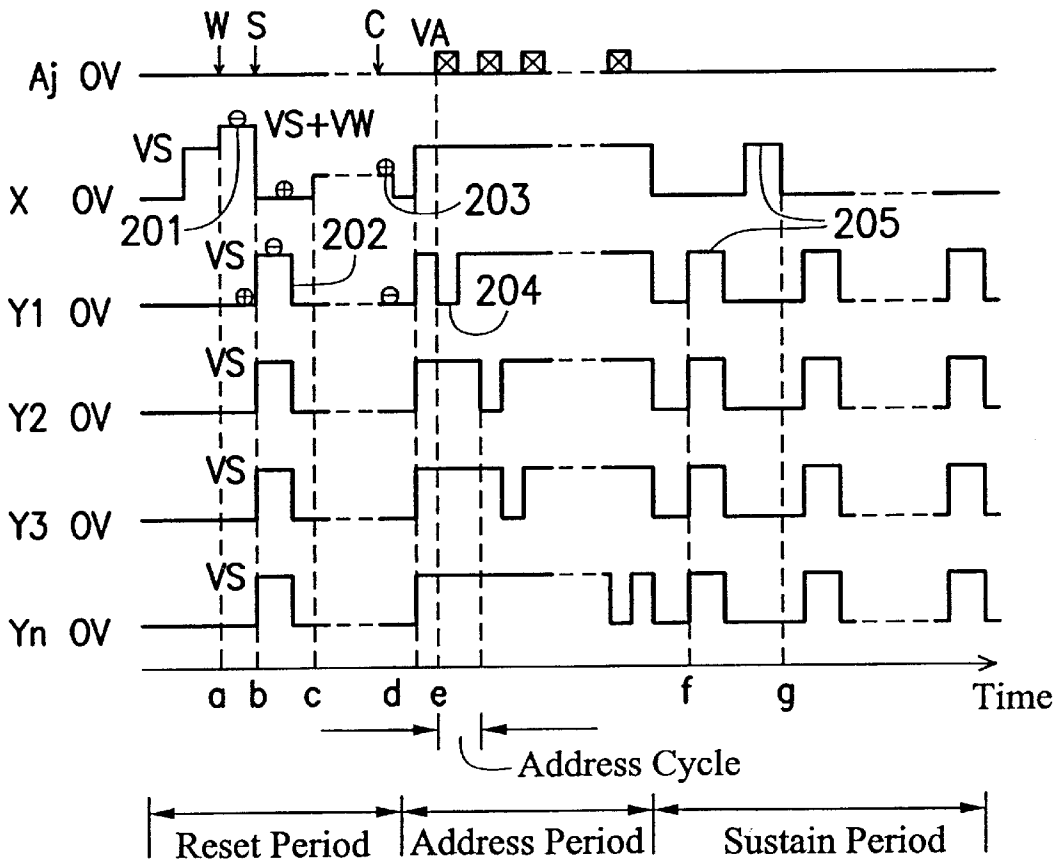 W S C VA
Aj 0V
VS VS+VW
X 0V
201 202 203 205
VS
Y1 0V 204
VS
Y2 0V
VS
Y3 0V
VS
Yn 0V
a b c d e f g Time
Address Cycle
Reset Period Address Period Sustain Period